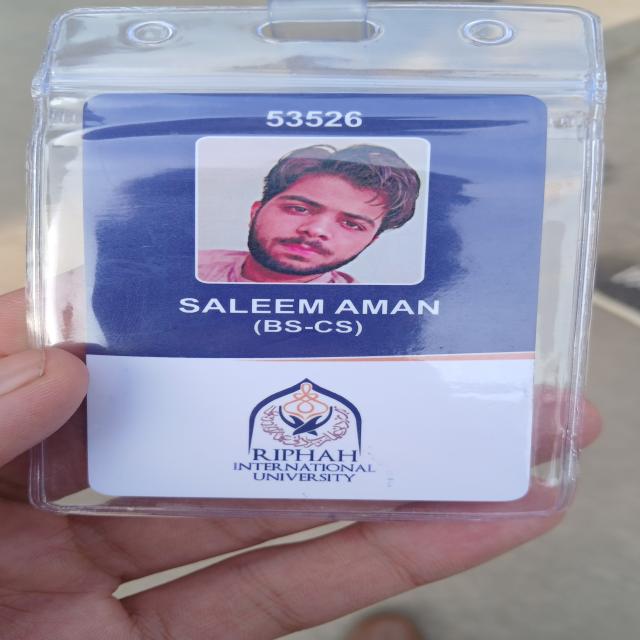 53526
SALEEM AMAN
(BS-CS)
RIPHAH
INTERNATIONAL
UNIVERSITY